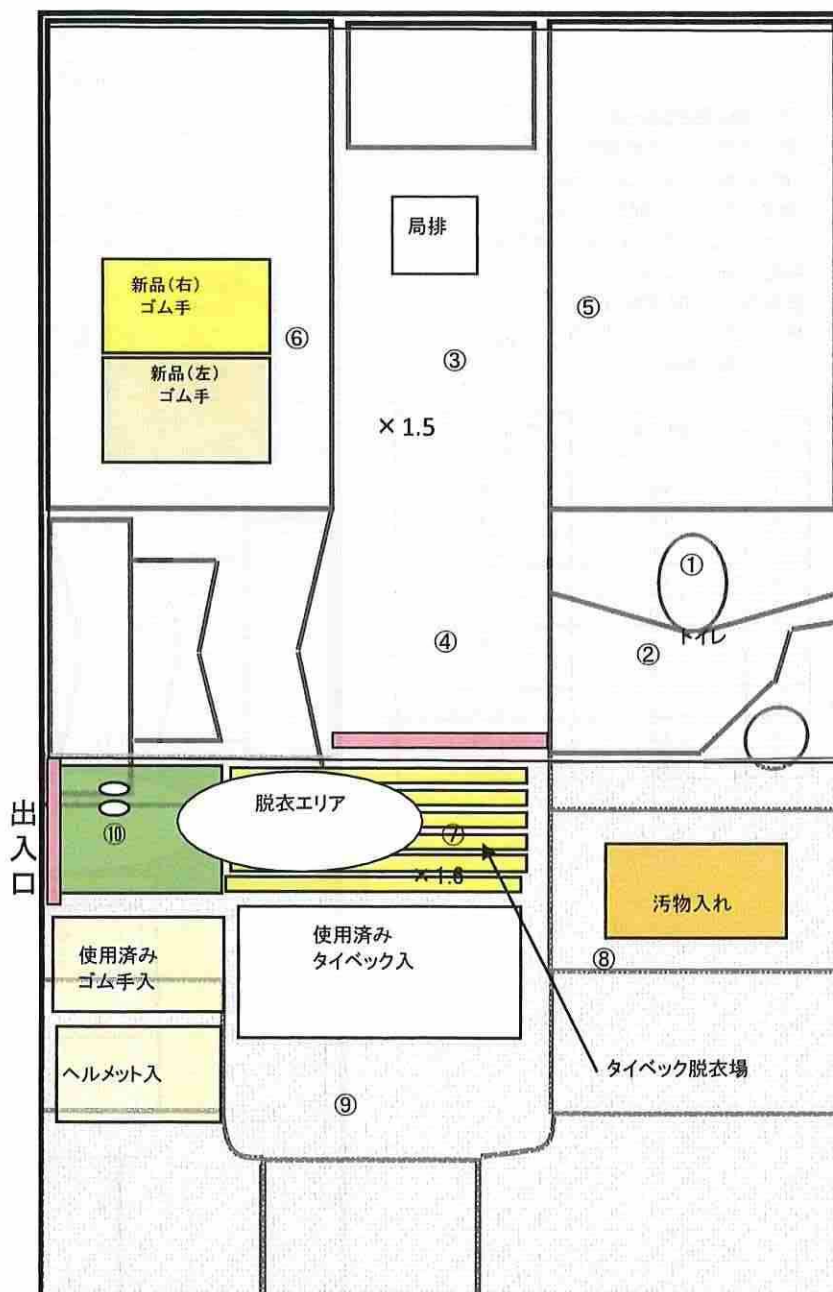 局排
新品(右)
ゴム手
⑥
⑤
③
新品(左)
ゴム手
× 1.5
①
④
②
トイレ
出入口
脱衣エリア
⑦
⑩
× 1.6
汚物入れ
使用済み
ゴム手入
使用済み
タイベック入
⑧
ヘルメット入
タイベック脱衣場
⑨